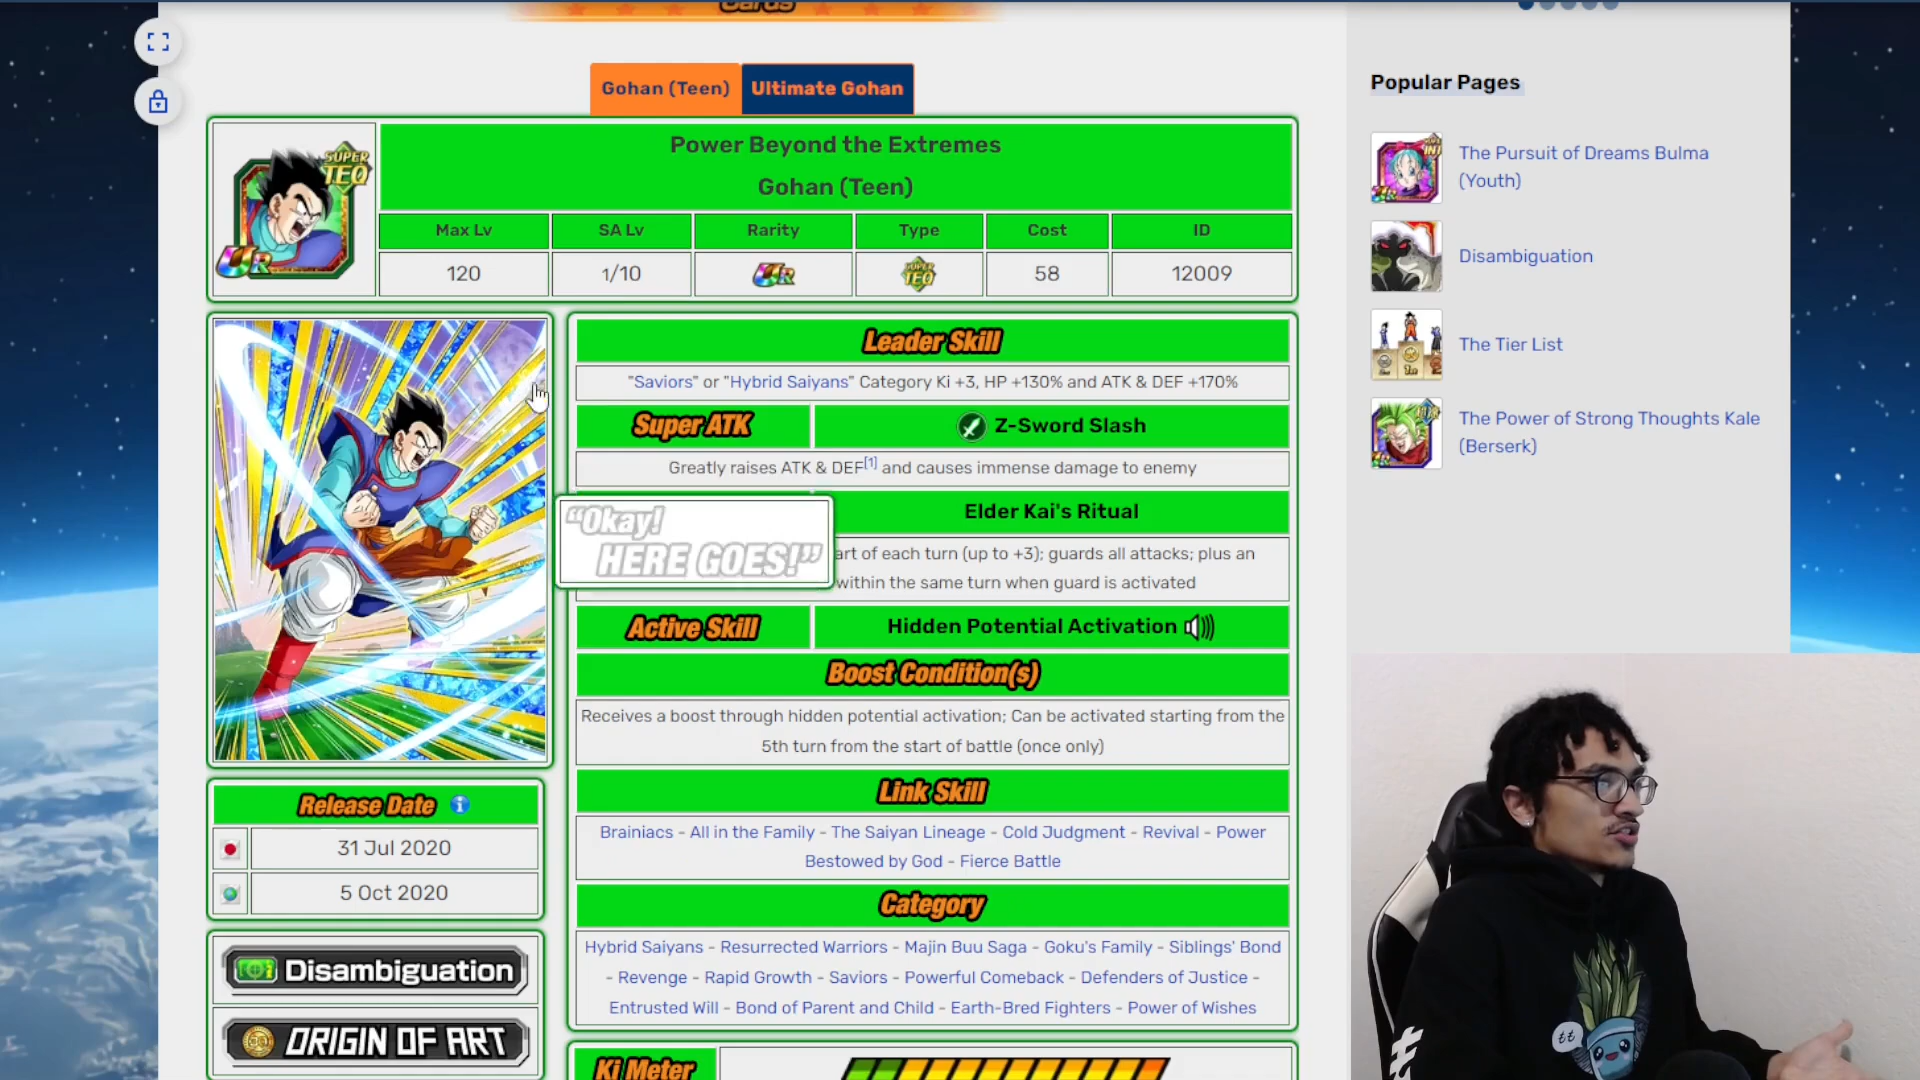 Cards
Gohan (Teen)
Ultimate Gohan
SUPER TEQ
UR
Power Beyond the Extremes
Gohan (Teen)
Max Lv
SA Lv
Rarity
Type
Cost
ID
120
1/10
UR
SUPER TEQ
58
12009
Leader Skill
"Saviors" or "Hybrid Saiyans" Category Ki +3, HP +130% and ATK & DEF +170%
Super ATK
Z-Sword Slash
Greatly raises ATK & DEF[1] and causes immense damage to enemy
Elder Kai's Ritual
"Okay!
HERE GOES!"
art of each turn (up to +3); guards all attacks; plus an
within the same turn when guard is activated
Active Skill
Hidden Potential Activation
Boost Condition(s)
Receives a boost through hidden potential activation; Can be activated starting from the
5th turn from the start of battle (once only)
Link Skill
Brainiacs - All in the Family - The Saiyan Lineage - Cold Judgment - Revival - Power
Bestowed by God - Fierce Battle
Category
Hybrid Saiyans - Resurrected Warriors - Majin Buu Saga - Goku's Family - Siblings' Bond
- Revenge - Rapid Growth - Saviors - Powerful Comeback - Defenders of Justice -
Entrusted Will - Bond of Parent and Child - Earth-Bred Fighters - Power of Wishes
Ki Meter
Release Date
31 Jul 2020
5 Oct 2020
Disambiguation
ORIGIN OF ART
Popular Pages
The Pursuit of Dreams Bulma
(Youth)
Disambiguation
The Tier List
The Power of Strong Thoughts Kale
(Berserk)
tt